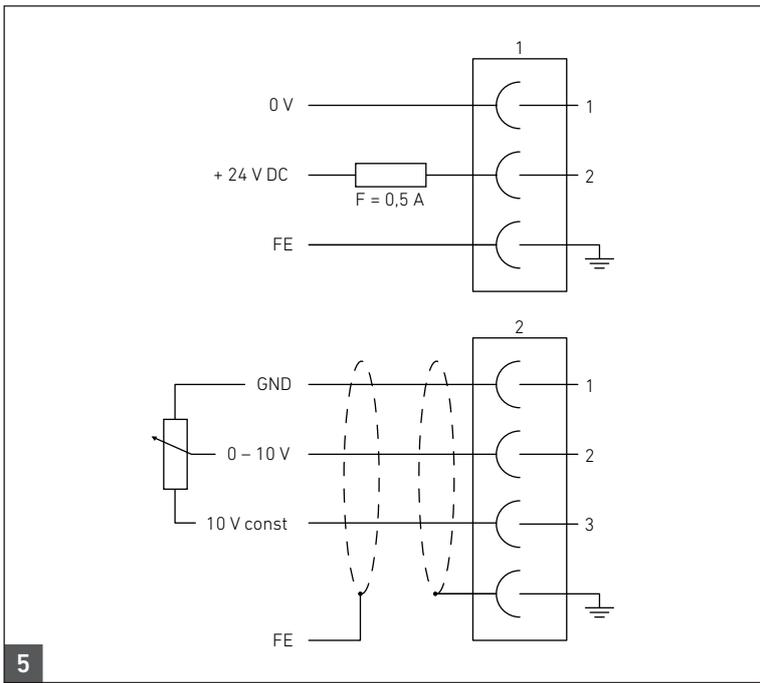 1
0 V
1
+ 24 V DC
2
F = 0,5 A
FE
2
GND
1
0 – 10 V
2
10 V const
3
FE
5